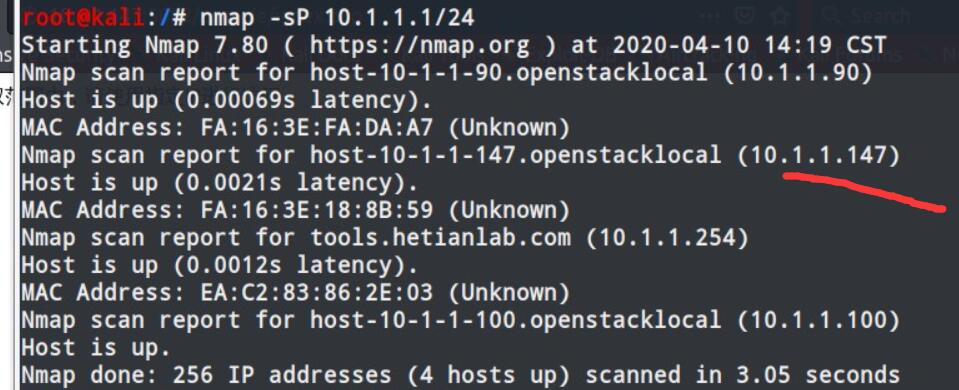 root@kali:/# nmap -sP 10.1.1.1/24
Starting Nmap 7.80 ( https://nmap.org ) at 2020-04-10 14:19 CST
Nmap scan report for host-10-1-1-90.openstacklocal (10.1.1.90)
Host is up (0.00069s latency).
MAC Address: FA:16:3E:FA:DA:A7 (Unknown)
Nmap scan report for host-10-1-1-147.openstacklocal (10.1.1.147)
Host is up (0.0021s latency).
MAC Address: FA:16:3E:18:8B:59 (Unknown)
Nmap scan report for tools.hetianlab.com (10.1.1.254)
Host is up (0.0012s latency).
MAC Address: EA:C2:83:86:2E:03 (Unknown)
Nmap scan report for host-10-1-1-100.openstacklocal (10.1.1.100)
Host is up.
Nmap done: 256 IP addresses (4 hosts up) scanned in 3.05 seconds
Search